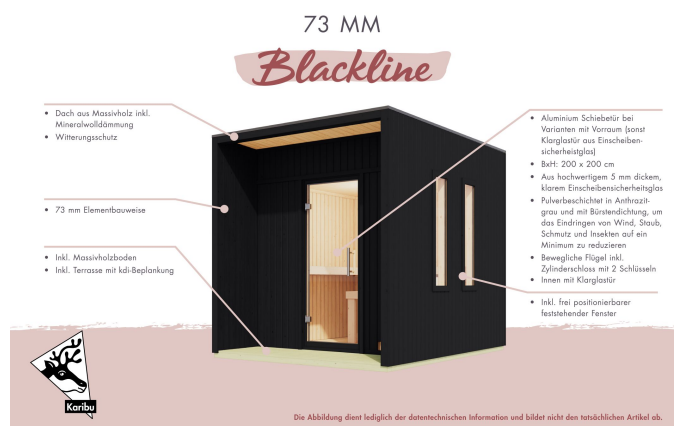 73 MM
Blackline
• Dach aus Massivholz inkl.
Mineralwolldämmung
• Witterungsschutz
• 73 mm Elementbauweise
• Inkl. Massivholzboden
• Inkl. Terrasse mit kdi-Beplankung
• Aluminium Schiebetür bei
Varianten mit Vorraum (sonst
Klarglastür aus Einscheiben-
sicherheistglas)
• BxH: 200 x 200 cm
• Aus hochwertigem 5 mm dickem,
klarem Einscheibensicherheitsglas
• Pulverbeschichtet in Anthrazit-
grau und mit Bürstendichtung, um
das Eindringen von Wind, Staub,
Schmutz und Insekten auf ein
Minimum zu reduzieren
• Bewegliche Flügel inkl.
Zylinderschloss mit 2 Schlüsseln
• Innen mit Klarglastür
• Inkl. frei positionierbarer
feststehender Fenster
Karibu
Die Abbildung dient lediglich der datentechnischen Information und bildet nicht den tatsächlichen Artikel ab.